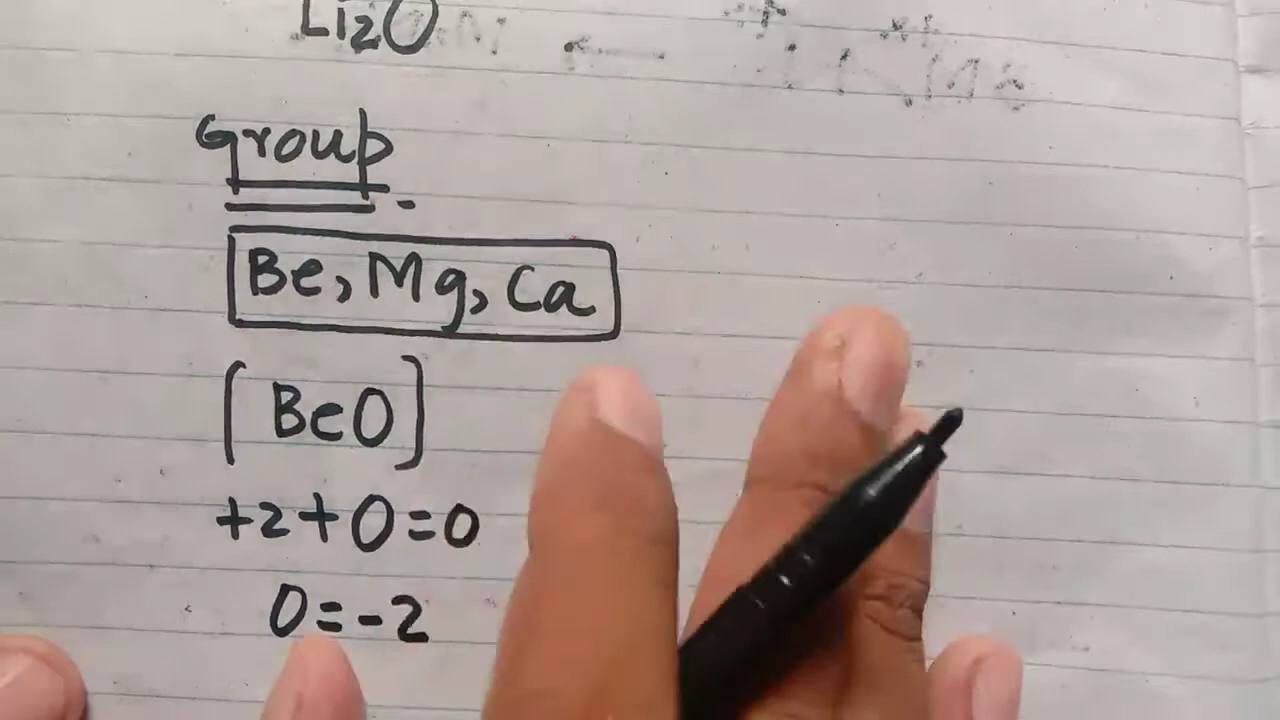 Li2O
Group
Be, Mg, Ca
[BeO]
+2+O=0
O=-2